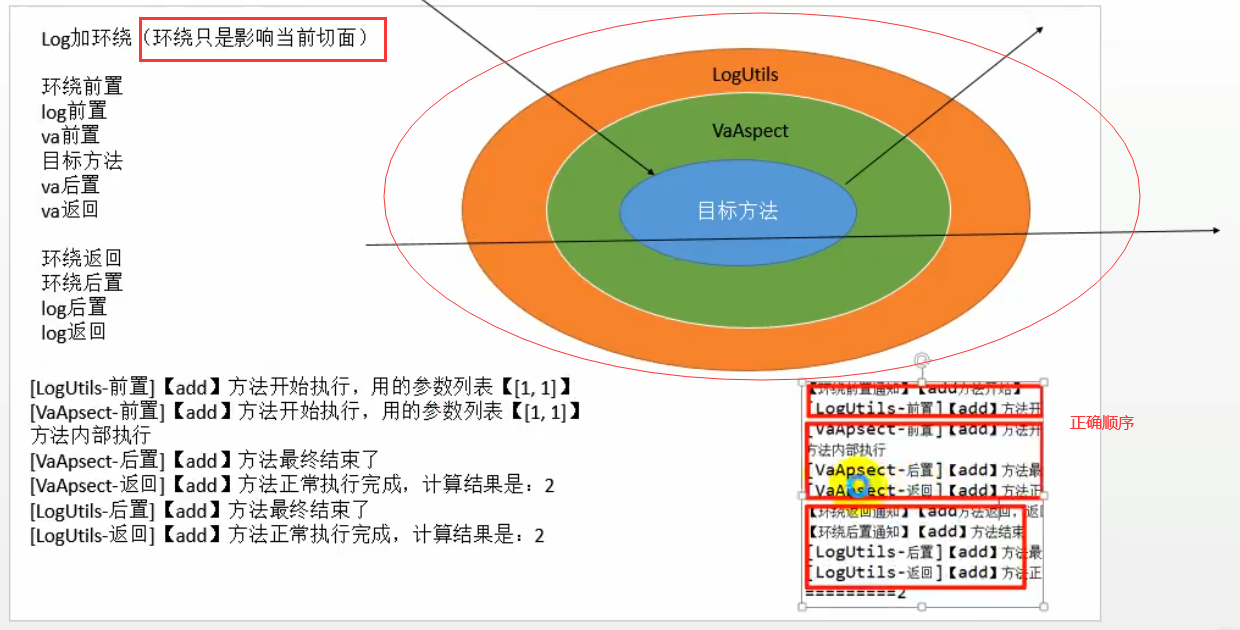 Log加环绕（环绕只是影响当前切面）
环绕前置
log前置
va前置
目标方法
va后置
va返回
环绕返回
环绕后置
log后置
log返回
LogUtils
VaAspect
目标方法
[LogUtils-前置]【add】方法开始执行，用的参数列表【[1, 1]】
[VaApsect-前置]【add】方法开始执行，用的参数列表【[1, 1]】
方法内部执行
[VaApsect-后置]【add】方法最终结束了
[VaApsect-返回]【add】方法正常执行完成，计算结果是：2
[LogUtils-后置]【add】方法最终结束了
[LogUtils-返回]【add】方法正常执行完成，计算结果是：2
【环绕前置通知】【add方法开始】
[LogUtils-前置]【add】方法开
[VaApsect-前置]【add】方法开
方法内部执行
[VaApsect-后置]【add】方法最
[VaApsect-返回]【add】方法正
【环绕返回通知】【add方法返回，返
【环绕后置通知】【add】方法结束
[LogUtils-后置]【add】方法最
[LogUtils-返回]【add】方法正
=========2
正确顺序